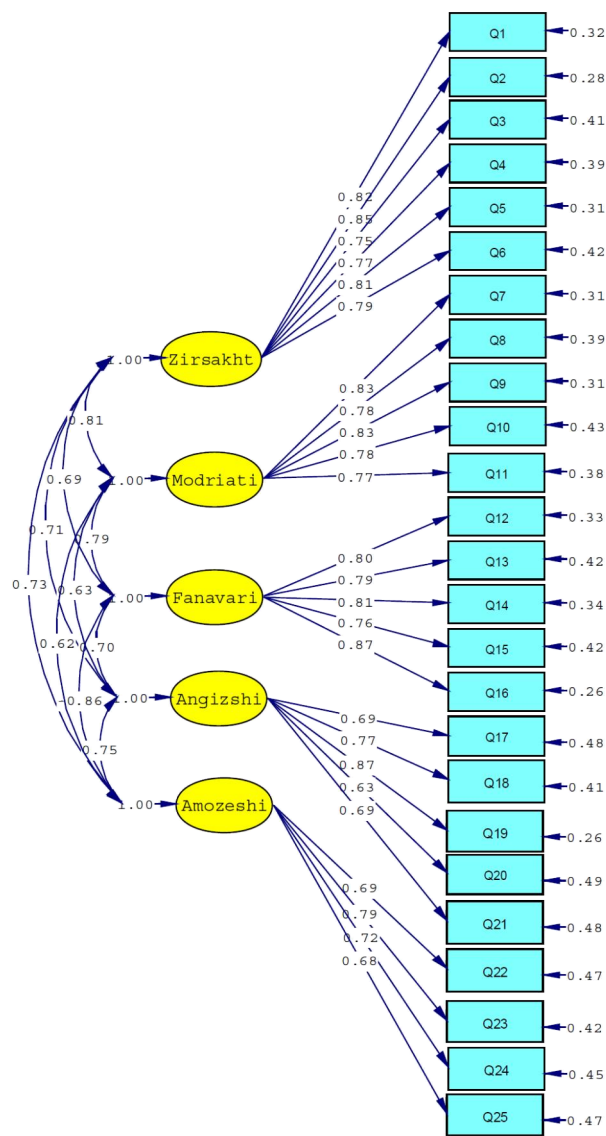 Q1
0.32
Q2
0.28
Q3
0.41
Q4
0.39
Q5
0.31
Q6
0.42
Q7
0.31
Q8
0.39
Q9
0.31
Q10
0.43
Q11
0.38
Q12
0.33
Q13
0.42
Q14
0.34
Q15
0.42
Q16
0.26
Q17
0.48
Q18
0.41
Q19
0.26
Q20
0.49
Q21
0.48
Q22
0.47
Q23
0.42
Q24
0.45
Q25
0.47
0.82
0.85
0.75
0.77
0.81
0.79
1.00
Zirsakht
0.83
0.78
0.83
0.78
0.77
1.00
Modriati
0.80
0.79
0.81
0.76
0.87
1.00
Fanavari
0.69
0.77
0.87
0.63
0.69
1.00
Angizshi
0.69
0.79
0.72
0.68
1.00
Amozeshi
0.81
0.69
0.71
0.79
0.73
0.63
0.62
0.70
-0.86
0.75